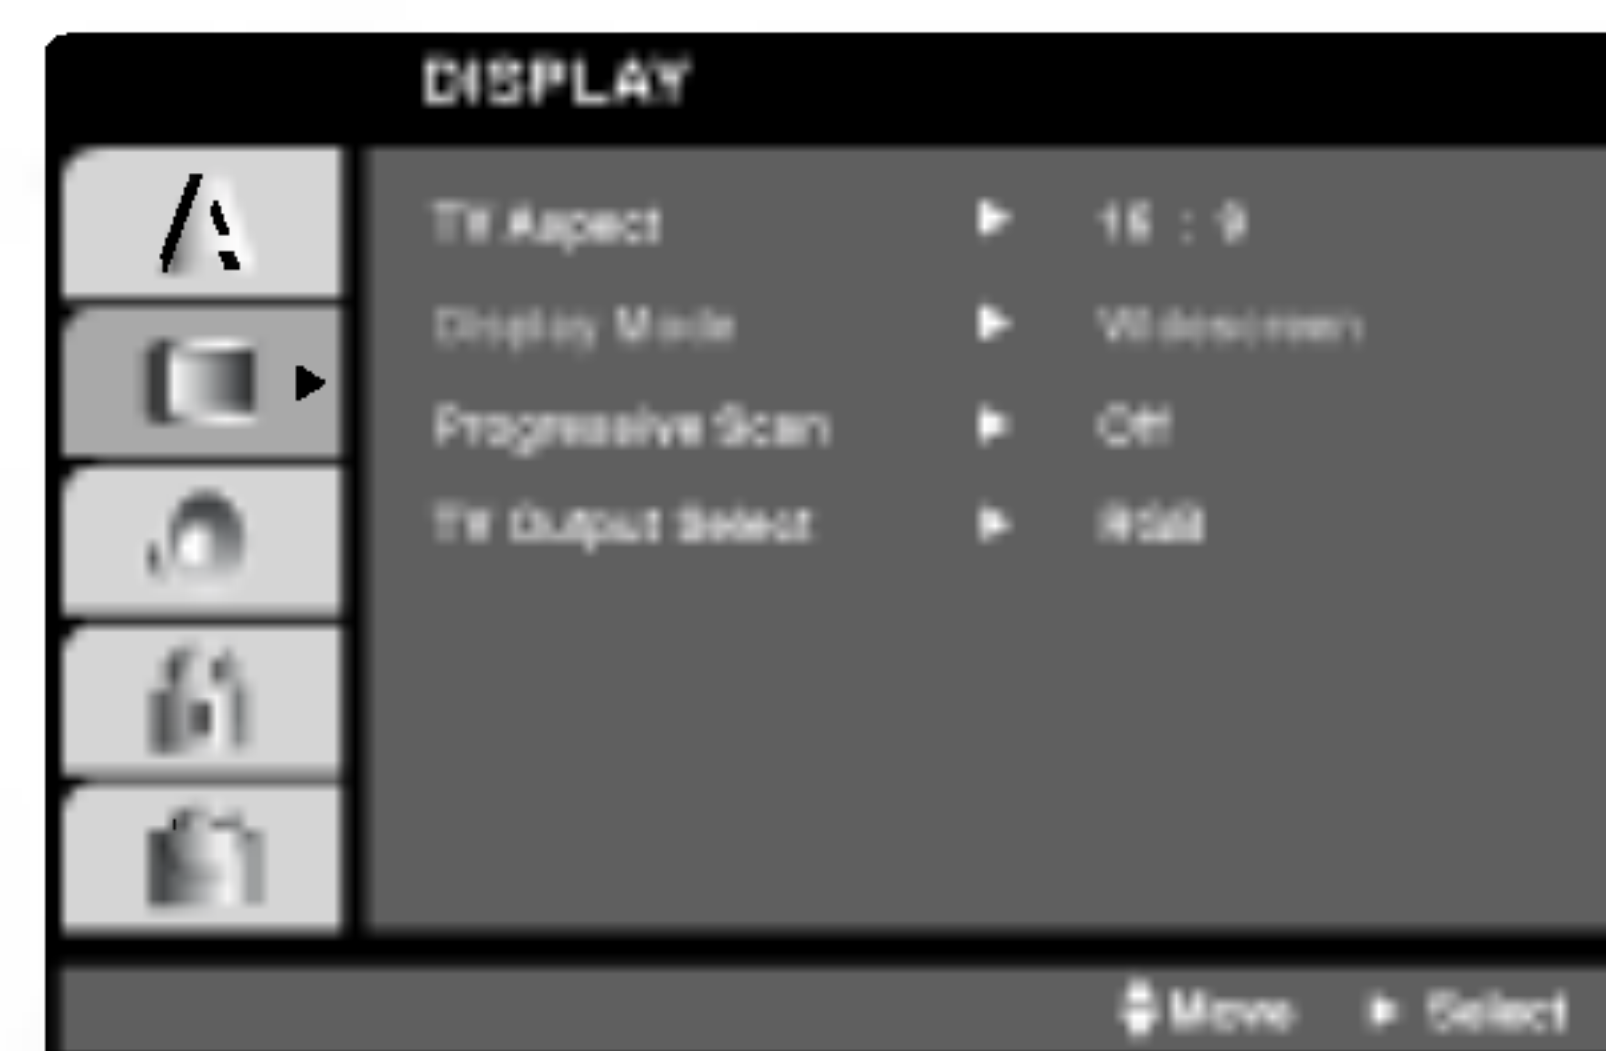 DISPLAY
TV Aspect ► 16 : 9
Display Mode ► Widescreen
Progressive Scan ► Off
TV Output Select ► RGB
Move ► Select